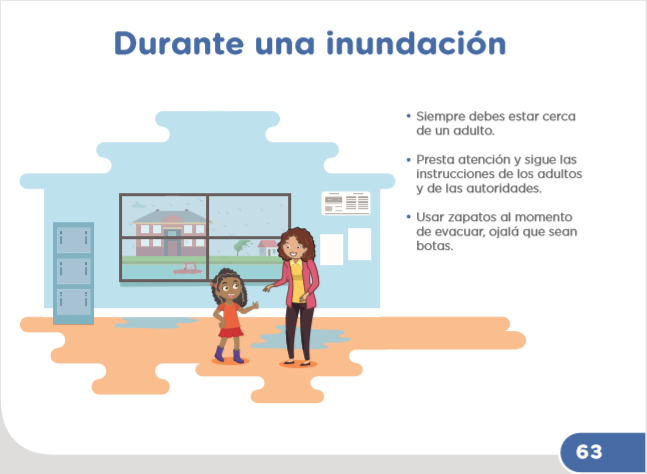 Durante una inundación
• Siempre debes estar cerca
de un adulto.
• Presta atención y sigue las
instrucciones de los adultos
y de las autoridades.
• Usar zapatos al momento
de evacuar, ojalá que sean
botas.
63